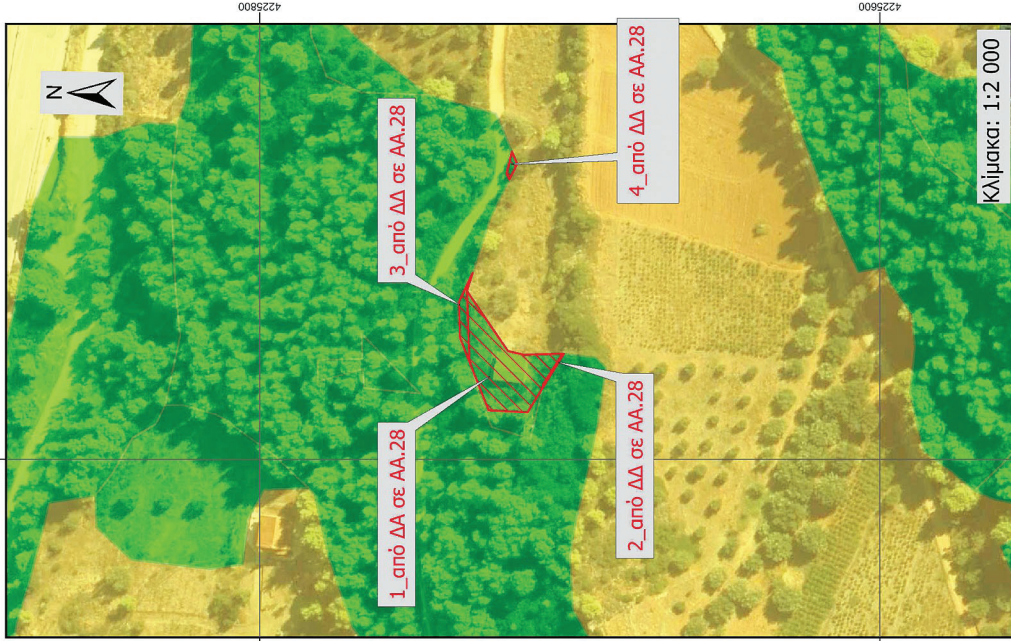 4225800
4225600
N
3_από ΔΔ σε ΑΑ.28
4_από ΔΔ σε ΑΑ.28
1_από ΔΑ σε ΑΑ.28
2_από ΔΔ σε ΑΑ.28
Κλίμακα: 1:2 000